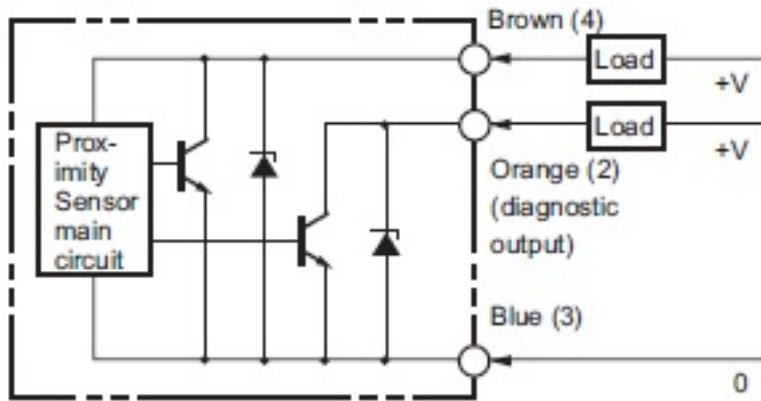 Brown (4)
Load
+V
Load
+V
Prox-
imity
Sensor
main
circuit
Orange (2)
(diagnostic
output)
Blue (3)
0